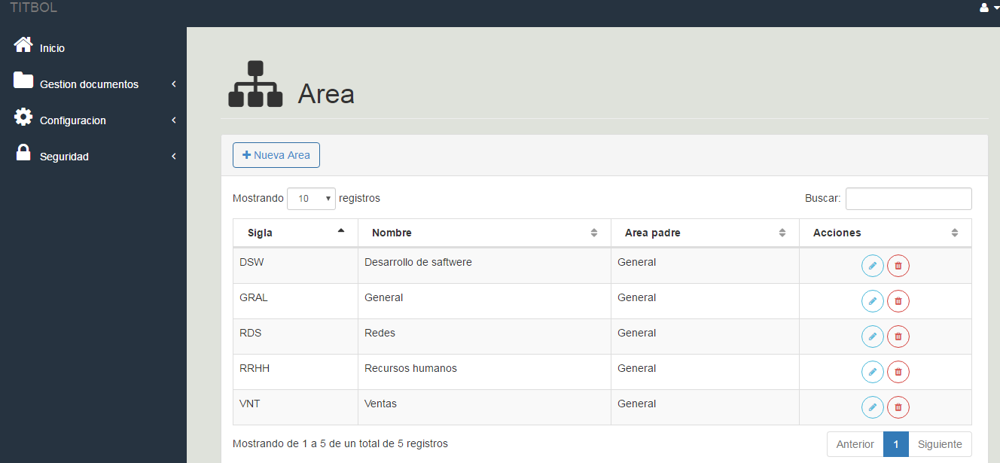 TITBOL
Inicio
Gestion documentos
Configuracion
Seguridad
Area
Nueva Area
Mostrando 10 registros
Buscar:
Sigla Nombre Area padre Acciones
DSW Desarrollo de saftwere General
GRAL General General
RDS Redes General
RRHH Recursos humanos General
VNT Ventas General
Mostrando de 1 a 5 de un total de 5 registros
Anterior 1 Siguiente